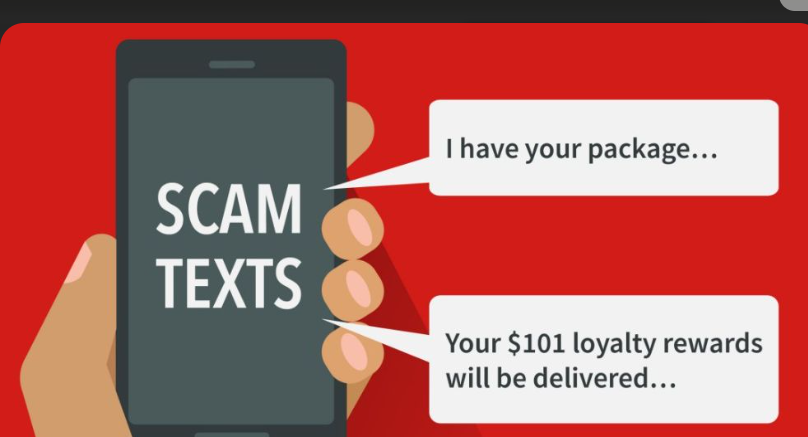 SCAM
TEXTS
I have your package...
Your $101 loyalty rewards
will be delivered...